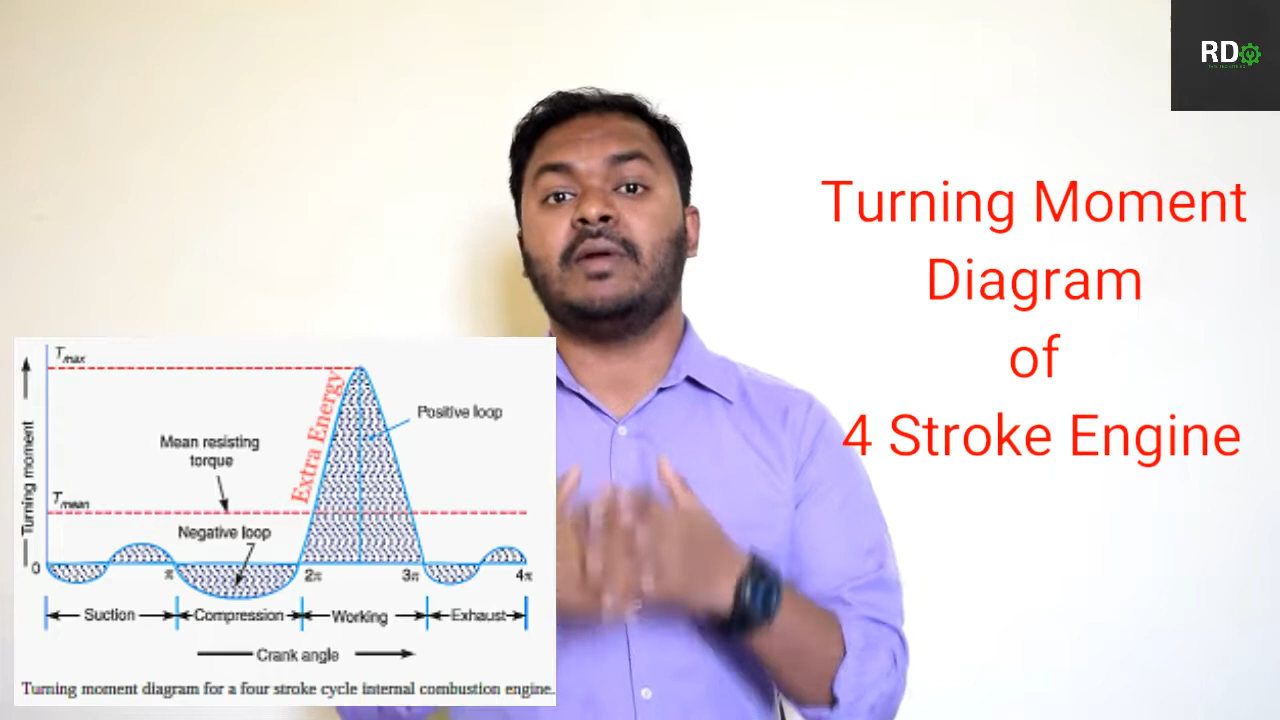 RD
Turning Moment
Diagram
of
4 Stroke Engine
Tmax
Extra Energy
Positive loop
Mean resisting
torque
Turning moment
Tmean
Negative loop
0
π
2π
3π
4π
Suction
Compression
Working
Exhaust
Crank angle
Turning moment diagram for a four stroke cycle internal combustion engine.